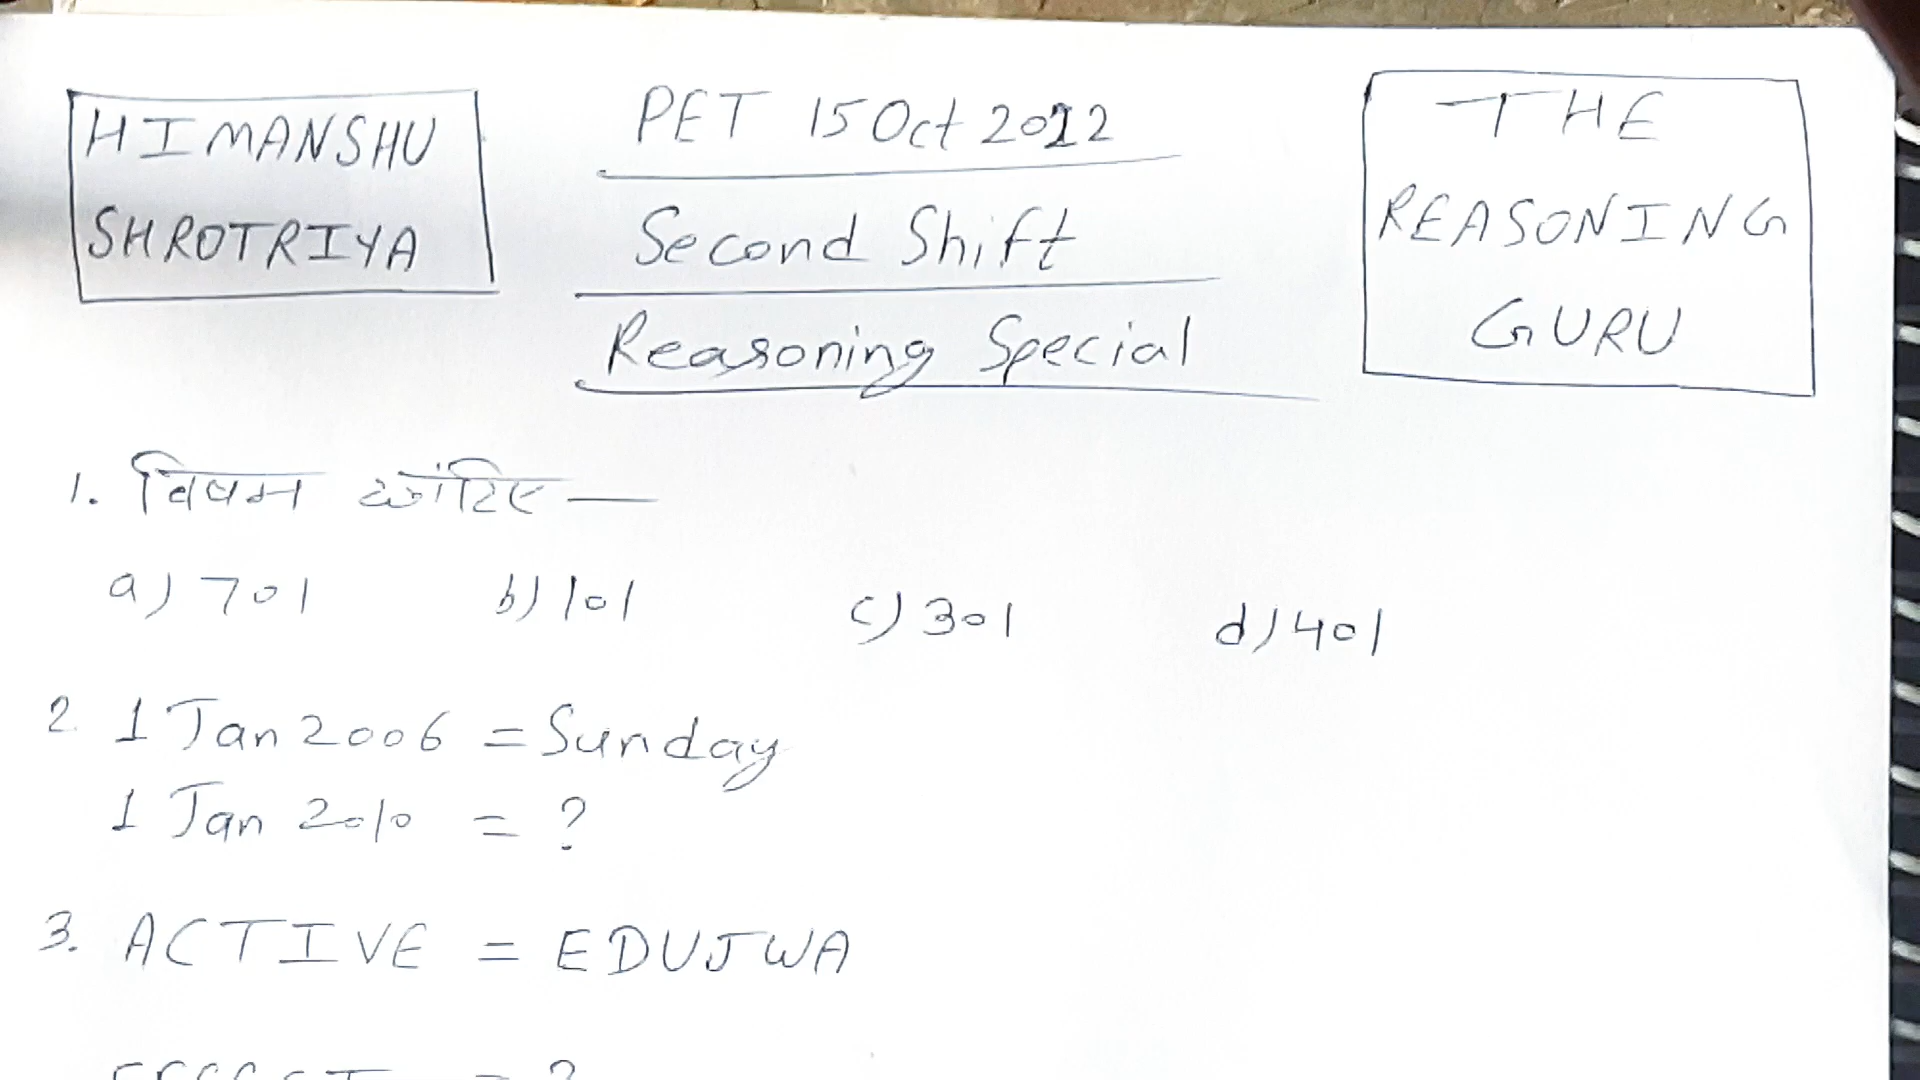 HIMANSHU
SHROTRIYA
PET 15 Oct 2022
Second Shift
Reasoning Special
THE
REASONING
GURU
1. विषम छांटिए —
a) 701 b) 101 c) 301 d) 401
2. 1 Jan 2006 = Sunday
1 Jan 2010 = ?
3. ACTIVE = EDUJWA
= ?